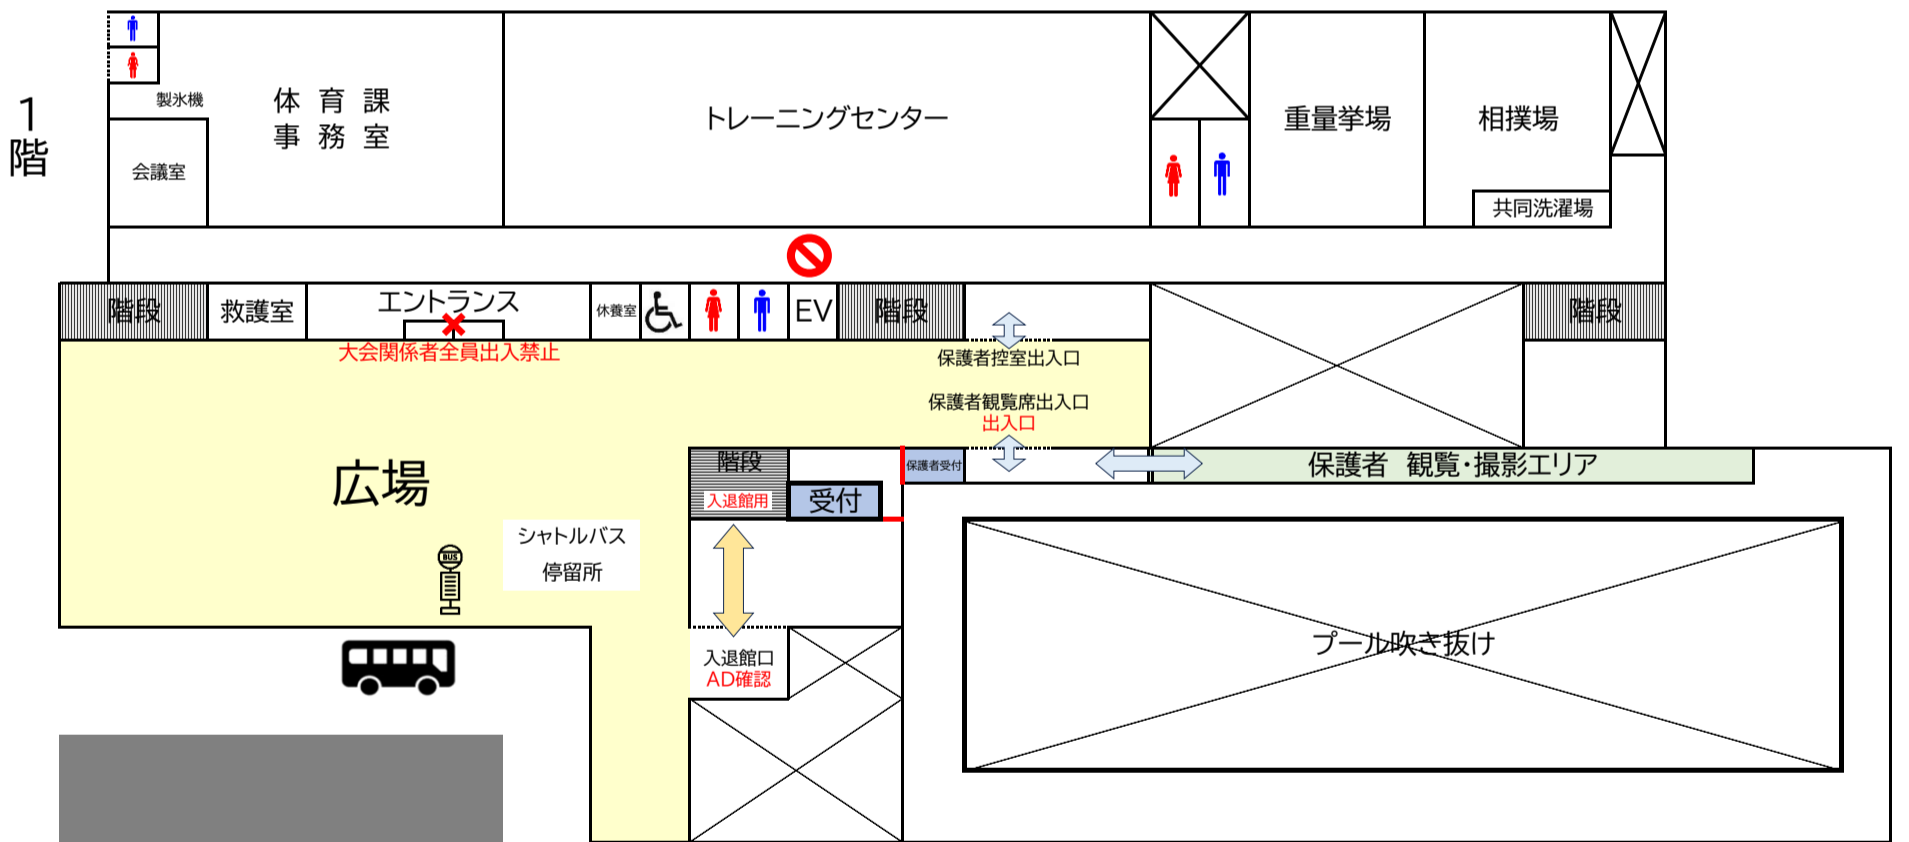 1
階
製氷機
会議室
体育課
事務室
トレーニングセンター
重量挙場
相撲場
共同洗濯場
階段
救護室
エントランス
大会関係者全員出入禁止
休養室
EV
階段
階段
保護者控室出入口
保護者観覧席出入口
出入口
広場
階段
入退館用
受付
保護者受付
保護者 観覧・撮影エリア
シャトルバス
停留所
BUS
入退館口
AD確認
プール吹き抜け